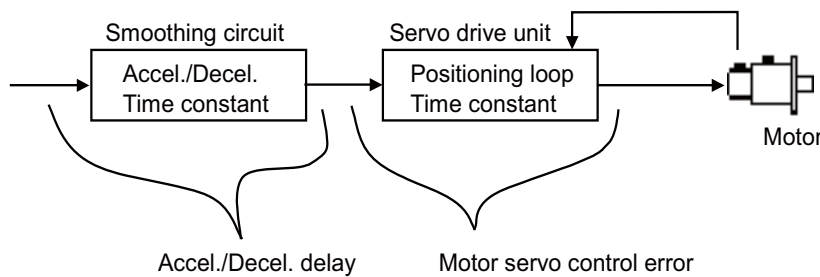 Smoothing circuit
Servo drive unit
Accel./Decel.
Time constant
Positioning loop
Time constant
Motor
Accel./Decel. delay
Motor servo control error